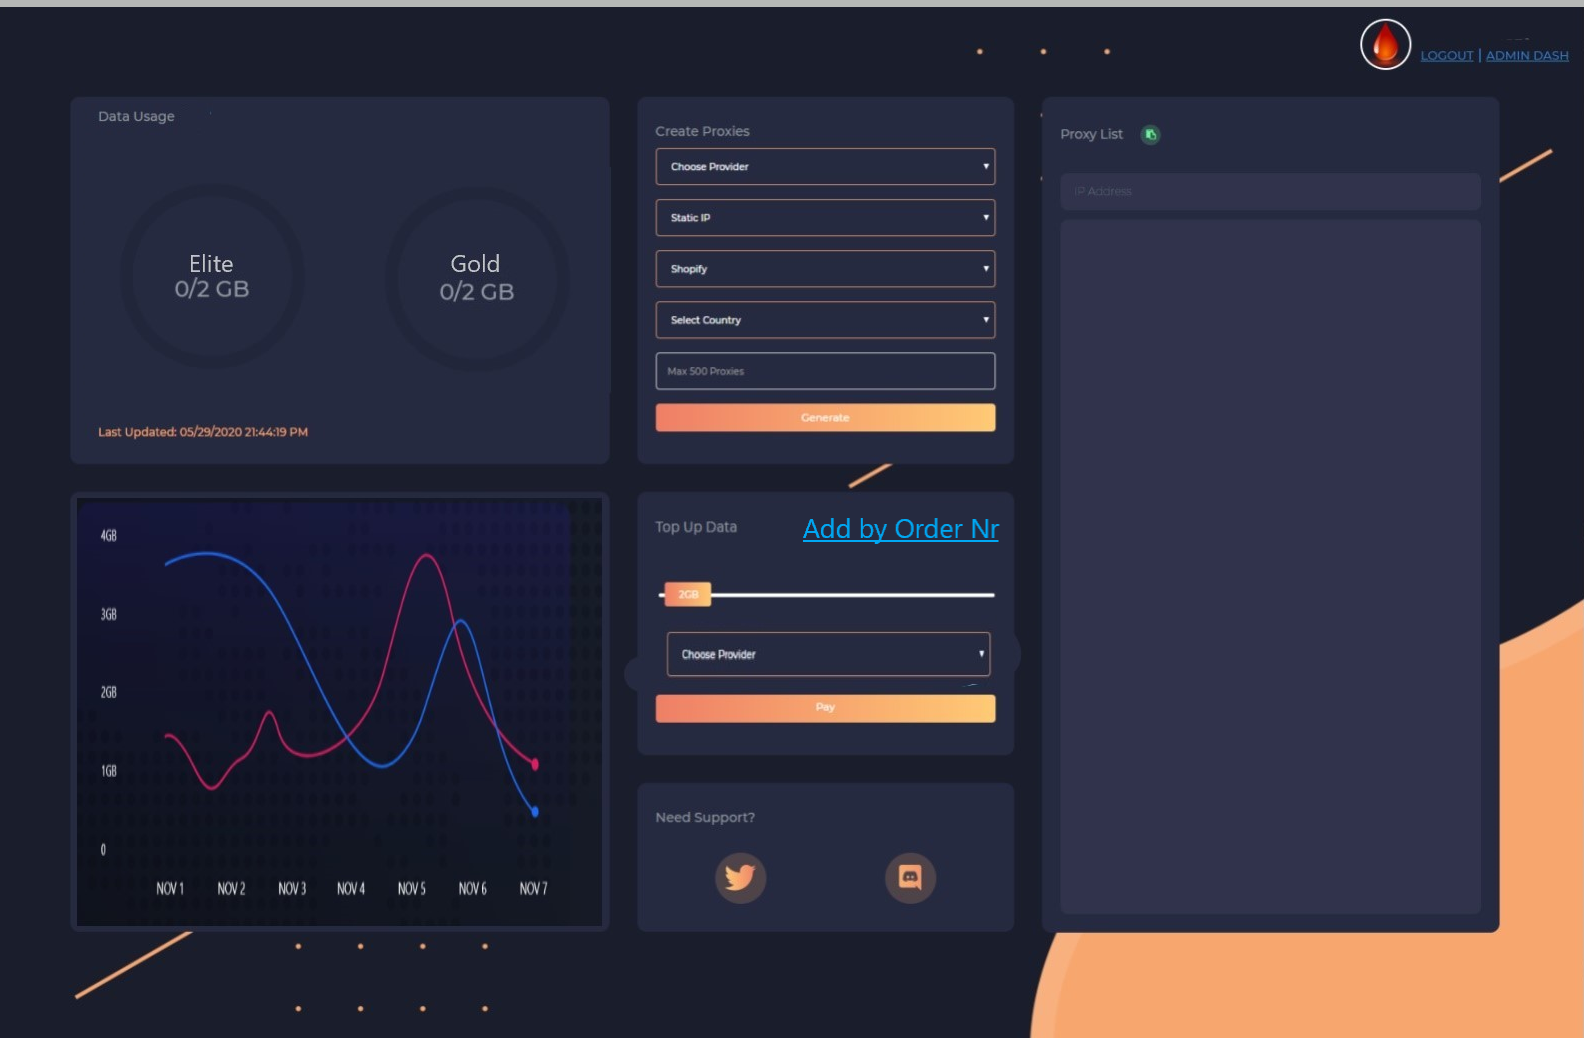 LOGOUT | ADMIN DASH
Data Usage
Elite
0/2 GB
Gold
0/2 GB
Last Updated: 05/29/2020 21:44:19 PM
Create Proxies
Choose Provider
Static IP
Shopify
Select Country
Max 500 Proxies
Generate
Proxy List
IP Address
4GB
3GB
2GB
1GB
0
NOV 1 NOV 2 NOV 3 NOV 4 NOV 5 NOV 6 NOV 7
Top Up Data
Add by Order Nr
2GB
Choose Provider
Pay
Need Support?